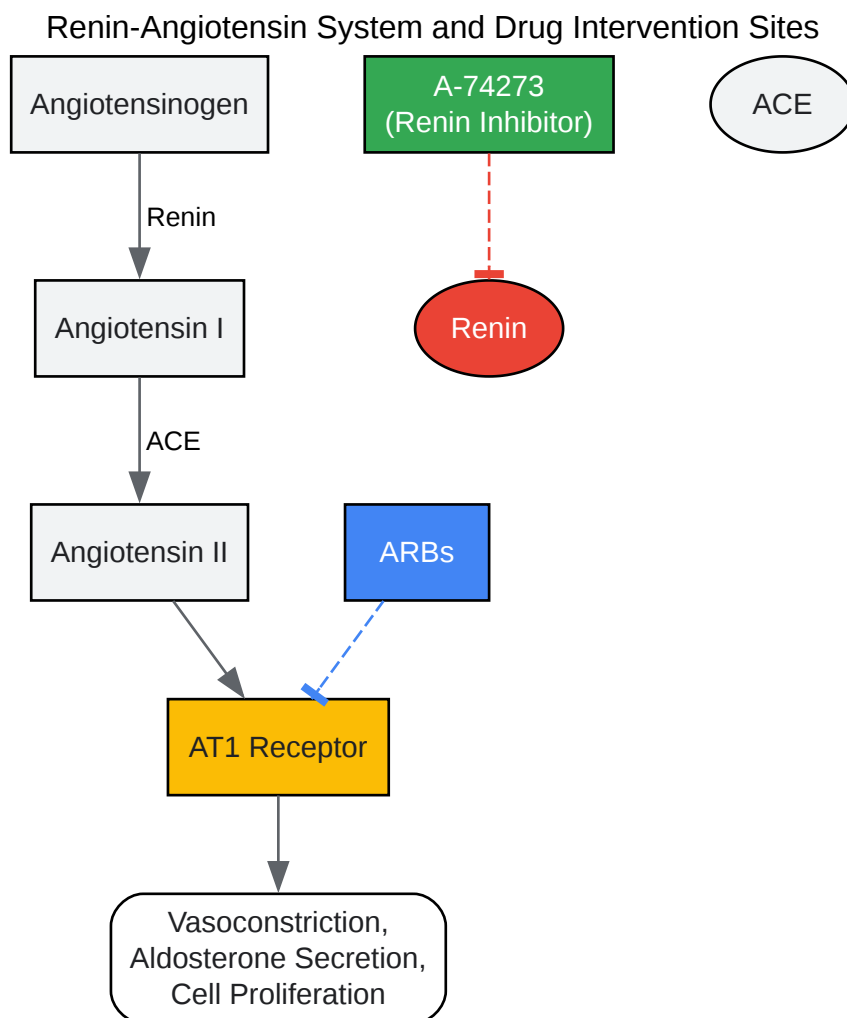 Renin-Angiotensin System and Drug Intervention Sites
Angiotensinogen
A-74273
(Renin Inhibitor)
ACE
Renin
Angiotensin I
Renin
ACE
Angiotensin II
ARBs
AT1 Receptor
Vasoconstriction,
Aldosterone Secretion,
Cell Proliferation